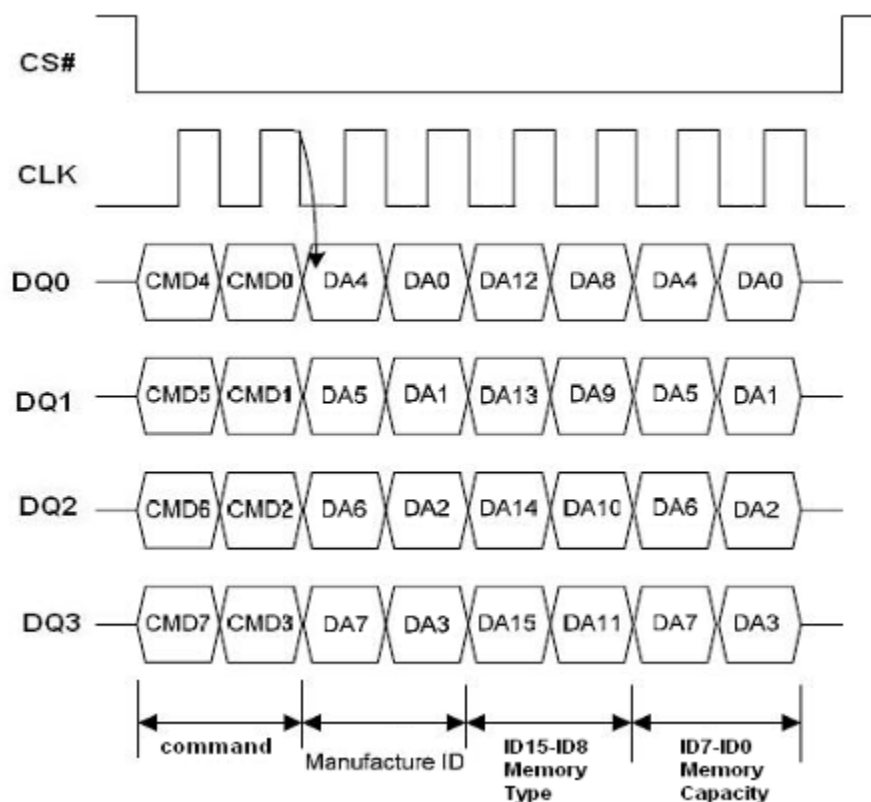 CS#
CLK
DQ0 CMD4 CMD0 DA4 DA0 DA12 DA8 DA4 DA0
DQ1 CMD5 CMD1 DA5 DA1 DA13 DA9 DA5 DA1
DQ2 CMD6 CMD2 DA6 DA2 DA14 DA10 DA6 DA2
DQ3 CMD7 CMD3 DA7 DA3 DA15 DA11 DA7 DA3
command
Manufacture ID
ID15-ID8
Memory
Type
ID7-ID0
Memory
Capacity